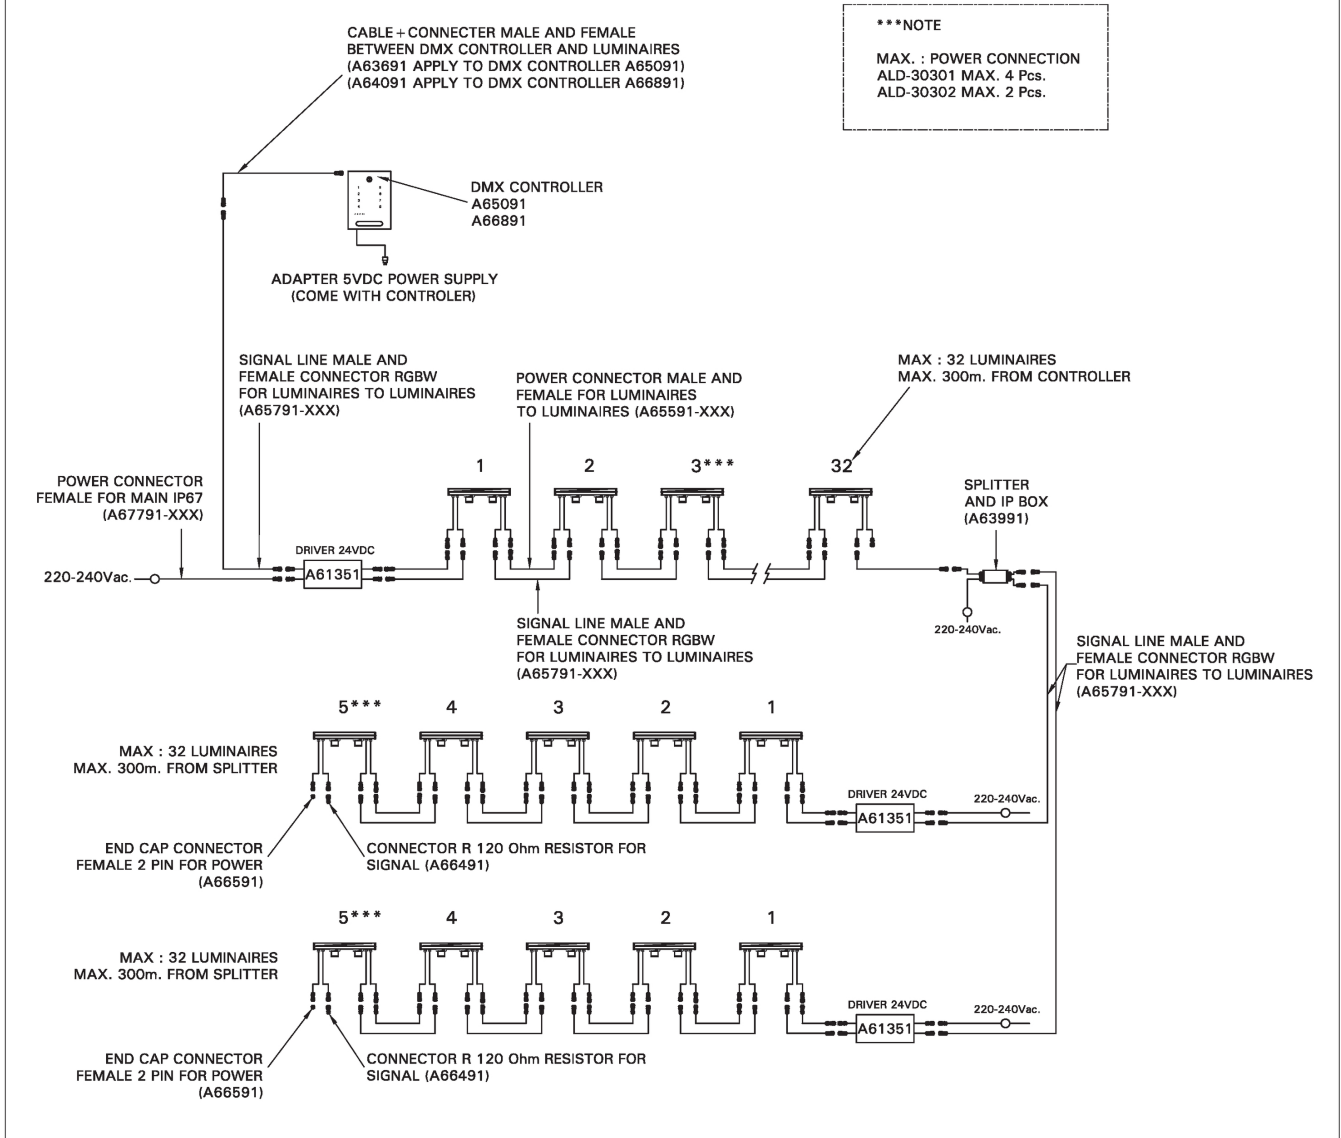 CABLE+CONNECTER MALE AND FEMALE
BETWEEN DMX CONTROLLER AND LUMINAIRES
(A63691 APPLY TO DMX CONTROLLER A65091)
(A64091 APPLY TO DMX CONTROLLER A66891)
***NOTE
MAX. : POWER CONNECTION
ALD-30301 MAX. 4 Pcs.
ALD-30302 MAX. 2 Pcs.
DMX CONTROLLER
A65091
A66891
ADAPTER 5VDC POWER SUPPLY
(COME WITH CONTROLER)
SIGNAL LINE MALE AND
FEMALE CONNECTOR RGBW
FOR LUMINAIRES TO LUMINAIRES
(A65791-XXX)
POWER CONNECTOR MALE AND
FEMALE FOR LUMINAIRES
TO LUMINAIRES (A65591-XXX)
MAX : 32 LUMINAIRES
MAX. 300m. FROM CONTROLLER
1 2 3*** 32
POWER CONNECTOR
FEMALE FOR MAIN IP67
(A67791-XXX)
SPLITTER
AND IP BOX
(A63991)
DRIVER 24VDC
A61351
220-240Vac.
220-240Vac.
SIGNAL LINE MALE AND
FEMALE CONNECTOR RGBW
FOR LUMINAIRES TO LUMINAIRES
(A65791-XXX)
SIGNAL LINE MALE AND
FEMALE CONNECTOR RGBW
FOR LUMINAIRES TO LUMINAIRES
(A65791-XXX)
5*** 4 3 2 1
MAX : 32 LUMINAIRES
MAX. 300m. FROM SPLITTER
DRIVER 24VDC
A61351
220-240Vac.
END CAP CONNECTOR
FEMALE 2 PIN FOR POWER
(A66591)
CONNECTOR R 120 Ohm RESISTOR FOR
SIGNAL (A66491)
5*** 4 3 2 1
MAX : 32 LUMINAIRES
MAX. 300m. FROM SPLITTER
DRIVER 24VDC
A61351
220-240Vac.
END CAP CONNECTOR
FEMALE 2 PIN FOR POWER
(A66591)
CONNECTOR R 120 Ohm RESISTOR FOR
SIGNAL (A66491)